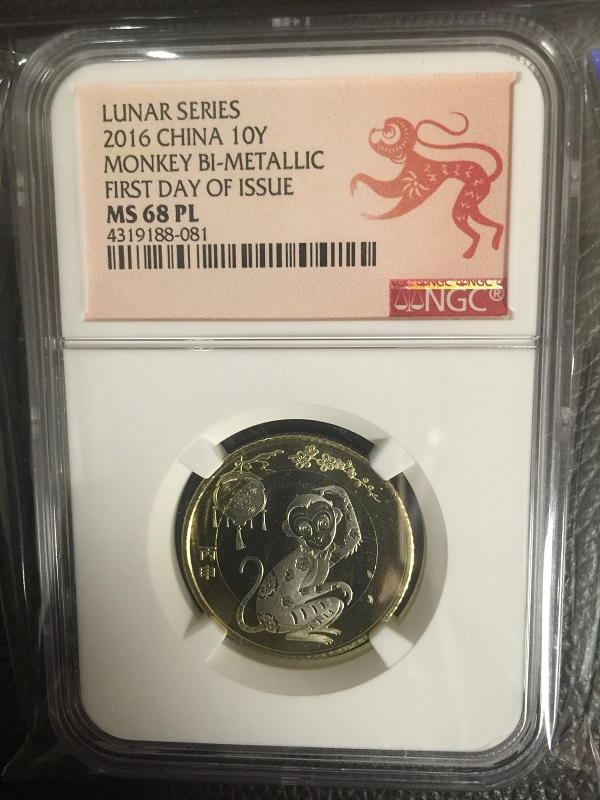 LUNAR SERIES
2016 CHINA 10Y
MONKEY BI-METALLIC
FIRST DAY OF ISSUE
MS 68 PL
4319188-081
NGC®
丙申